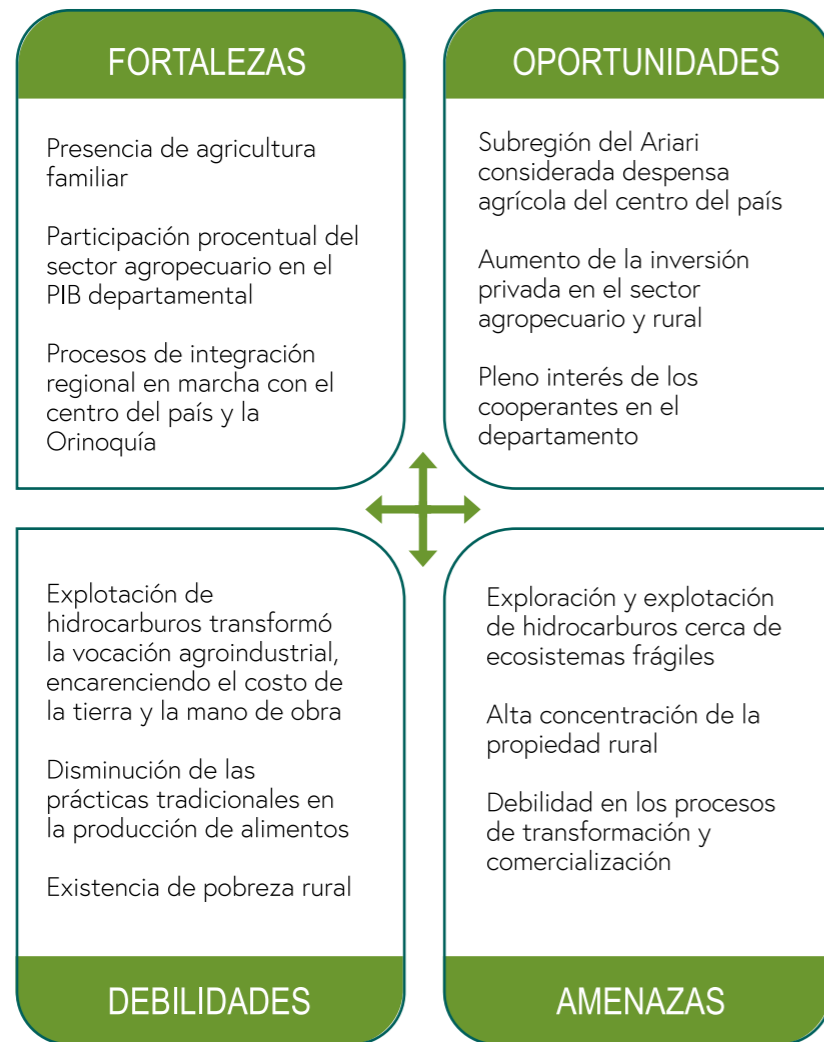 FORTALEZAS
Presencia de agricultura
familiar
Participación procentual del
sector agropecuario en el
PIB departamental
Procesos de integración
regional en marcha con el
centro del país y la
Orinoquía
OPORTUNIDADES
Subregión del Ariari
considerada despensa
agrícola del centro del país
Aumento de la inversión
privada en el sector
agropecuario y rural
Pleno interés de los
cooperantes en el
departamento
Explotación de
hidrocarburos transformó
la vocación agroindustrial,
encarenciendo el costo de
la tierra y la mano de obra
Disminución de las
prácticas tradicionales en
la producción de alimentos
Existencia de pobreza rural
DEBILIDADES
Exploración y explotación
de hidrocarburos cerca de
ecosistemas frágiles
Alta concentración de la
propiedad rural
Debilidad en los procesos
de transformación y
comercialización
AMENAZAS